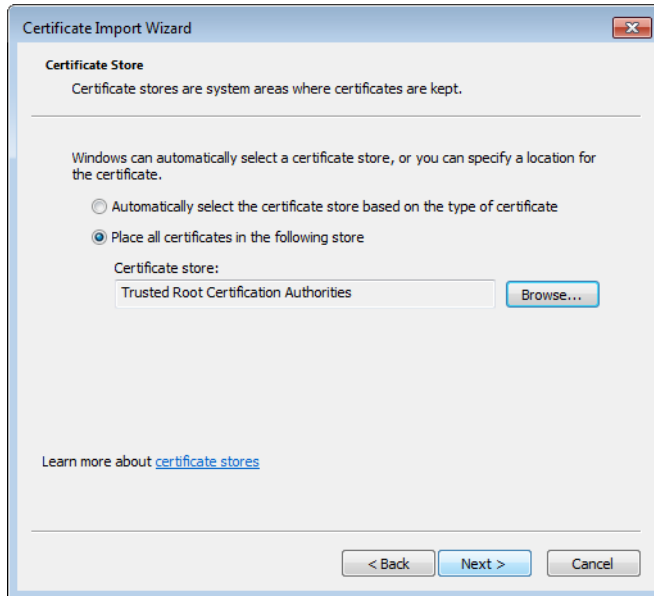 Certificate Import Wizard
Certificate Store
Certificate stores are system areas where certificates are kept.
Windows can automatically select a certificate store, or you can specify a location for
the certificate.
Automatically select the certificate store based on the type of certificate
Place all certificates in the following store
Certificate store:
Trusted Root Certification Authorities
Browse...
Learn more about certificate stores
< Back
Next >
Cancel